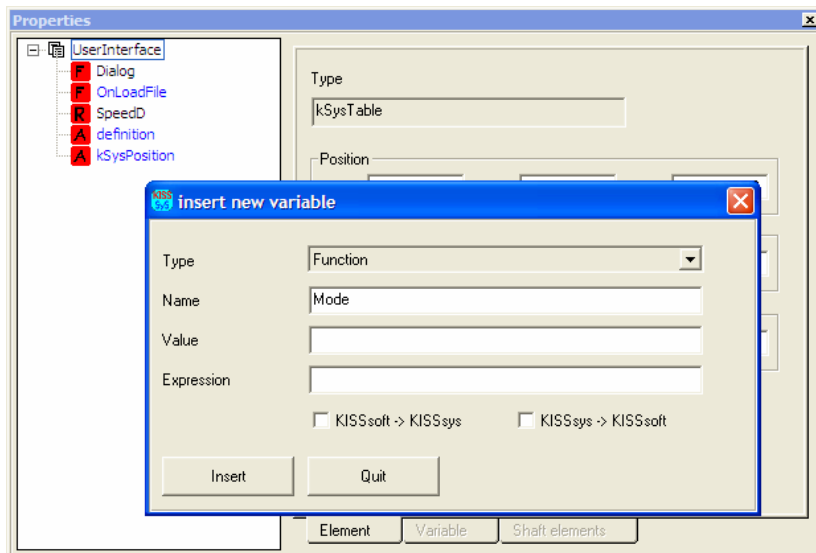 Properties
UserInterface
F Dialog
F OnLoadFile
R SpeedD
A definition
A kSysPosition
Type
kSysTable
Position
KISS
SyS
insert new variable
Type Function
Name Mode
Value
Expression
KISSsoft -> KISSsys KISSsys -> KISSsoft
Insert Quit
Element Variable Shaft elements